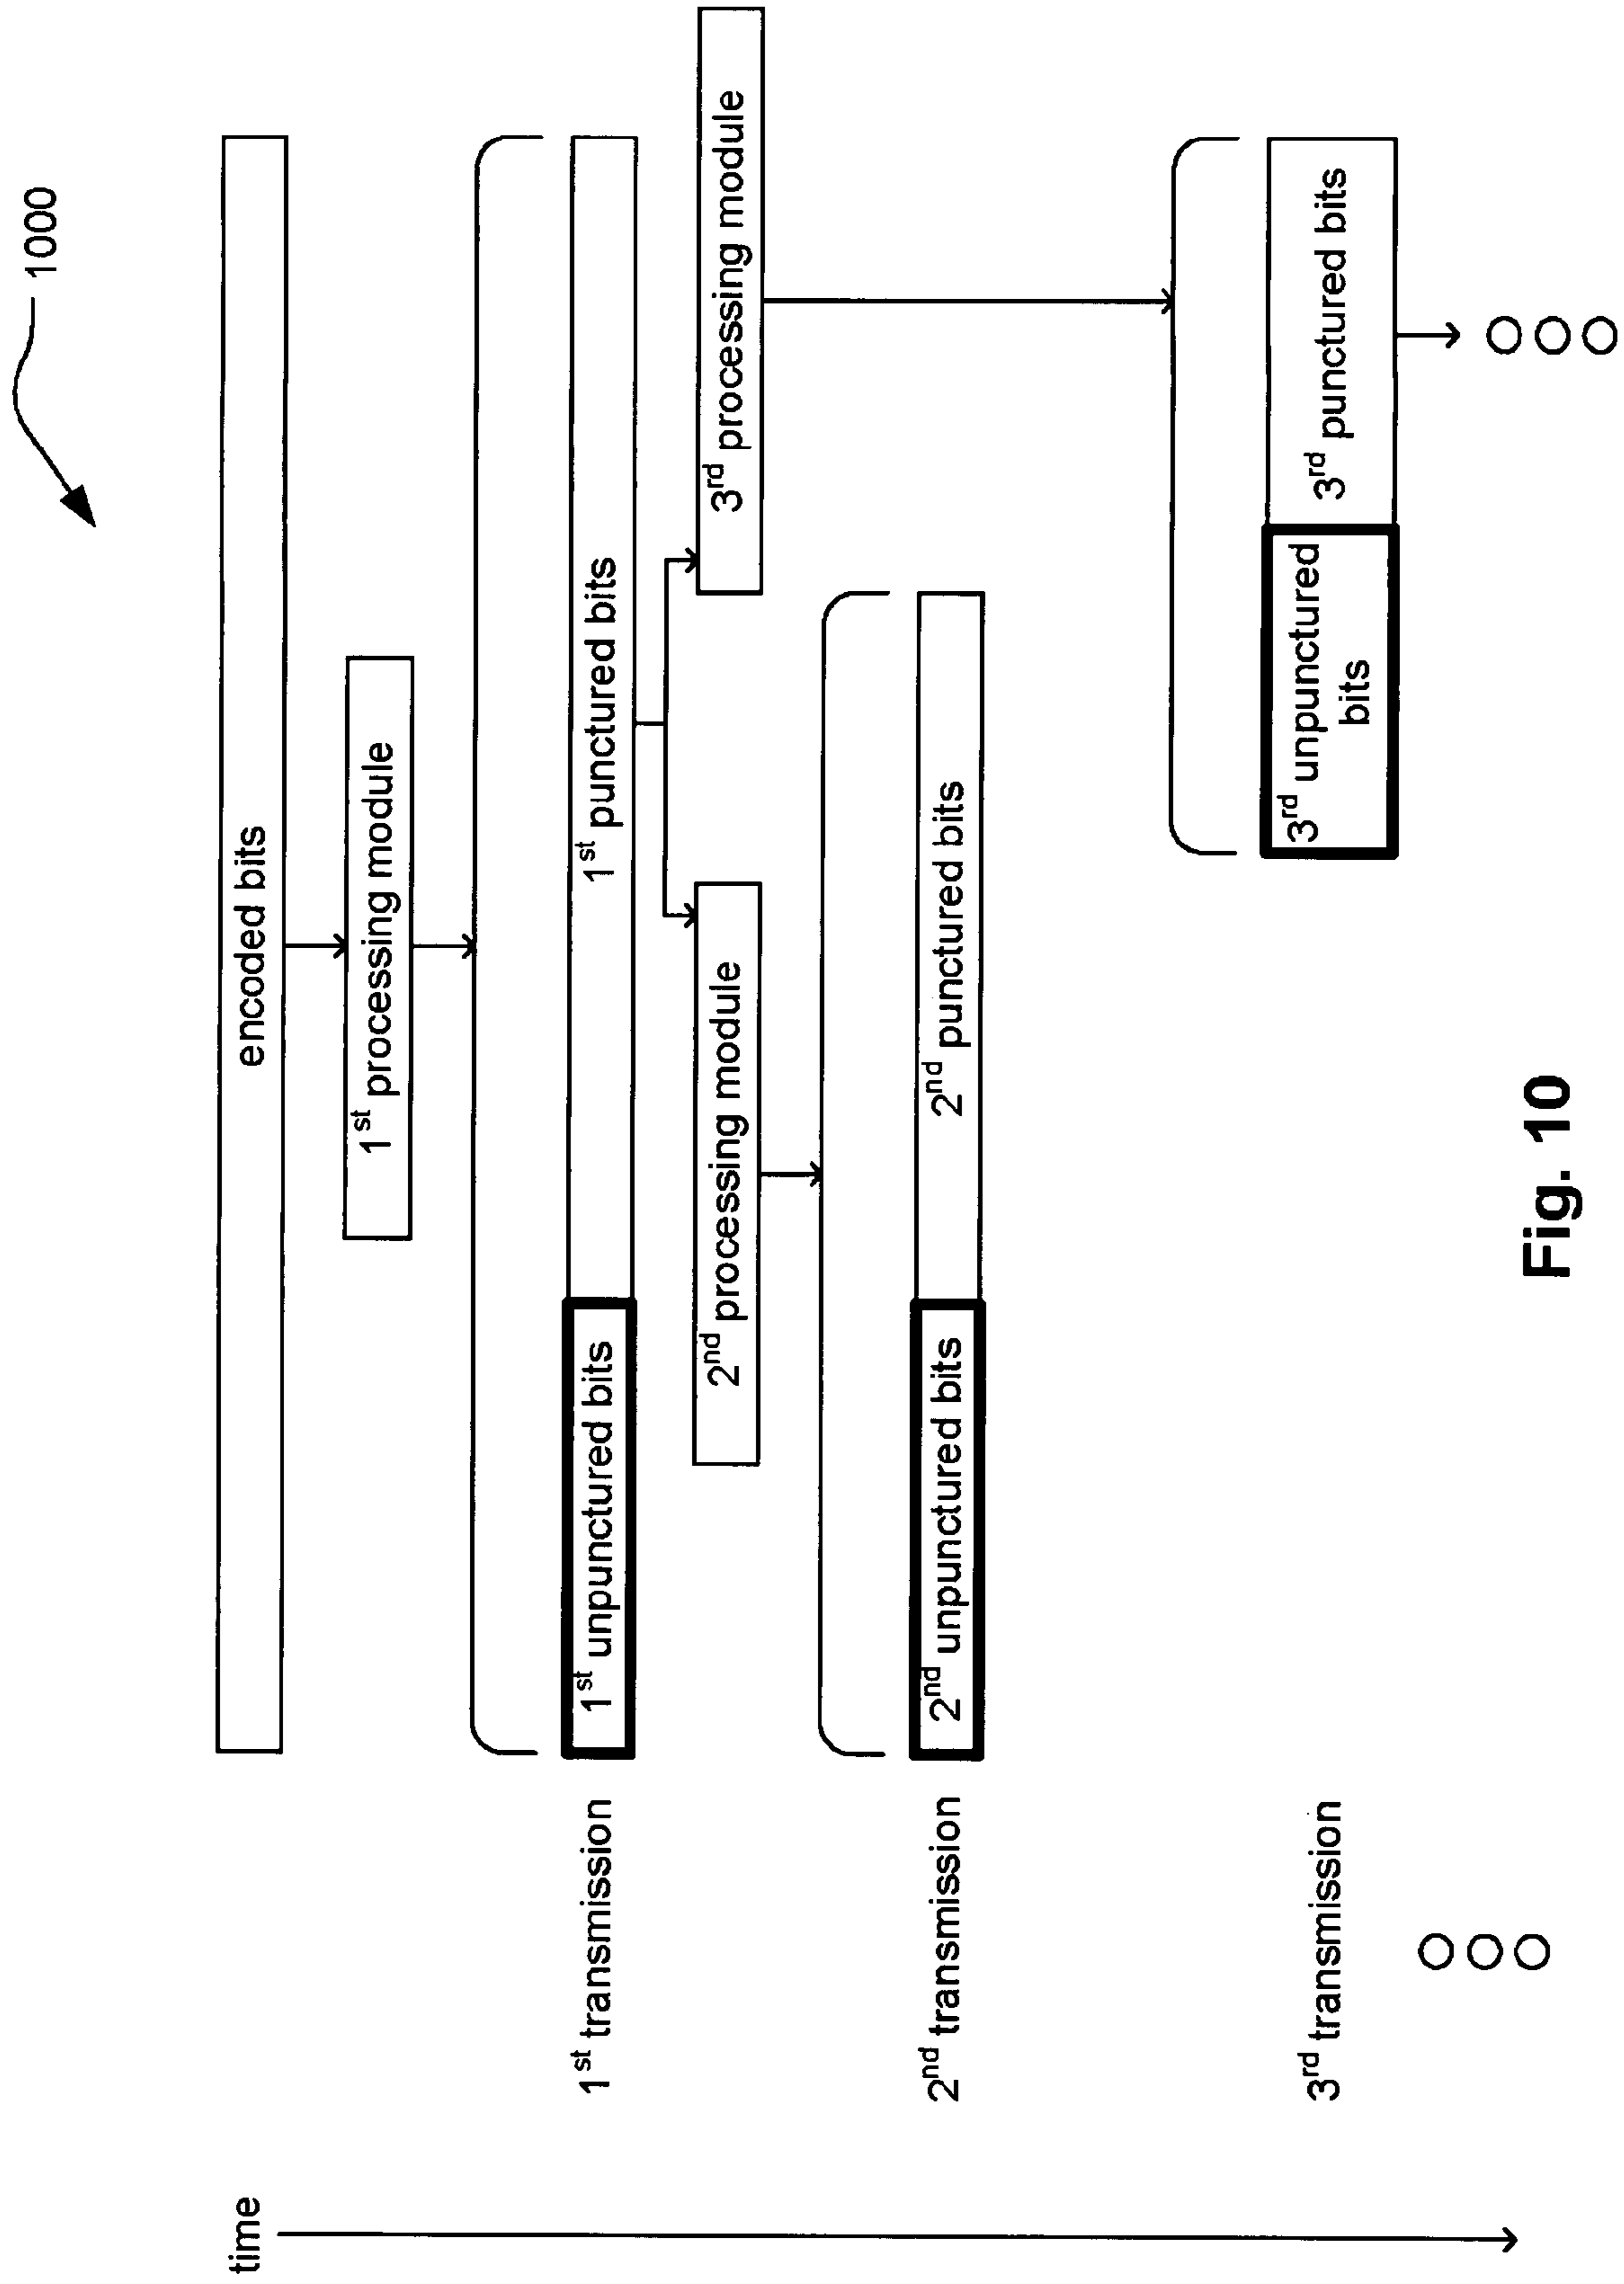 1000
encoded bits
1st processing module
1st transmission
1st unpunctured bits
1st punctured bits
2nd processing module
3rd processing module
2nd transmission
2nd unpunctured bits
2nd punctured bits
3rd transmission
3rd unpunctured
bits
3rd punctured bits
time
Fig. 10